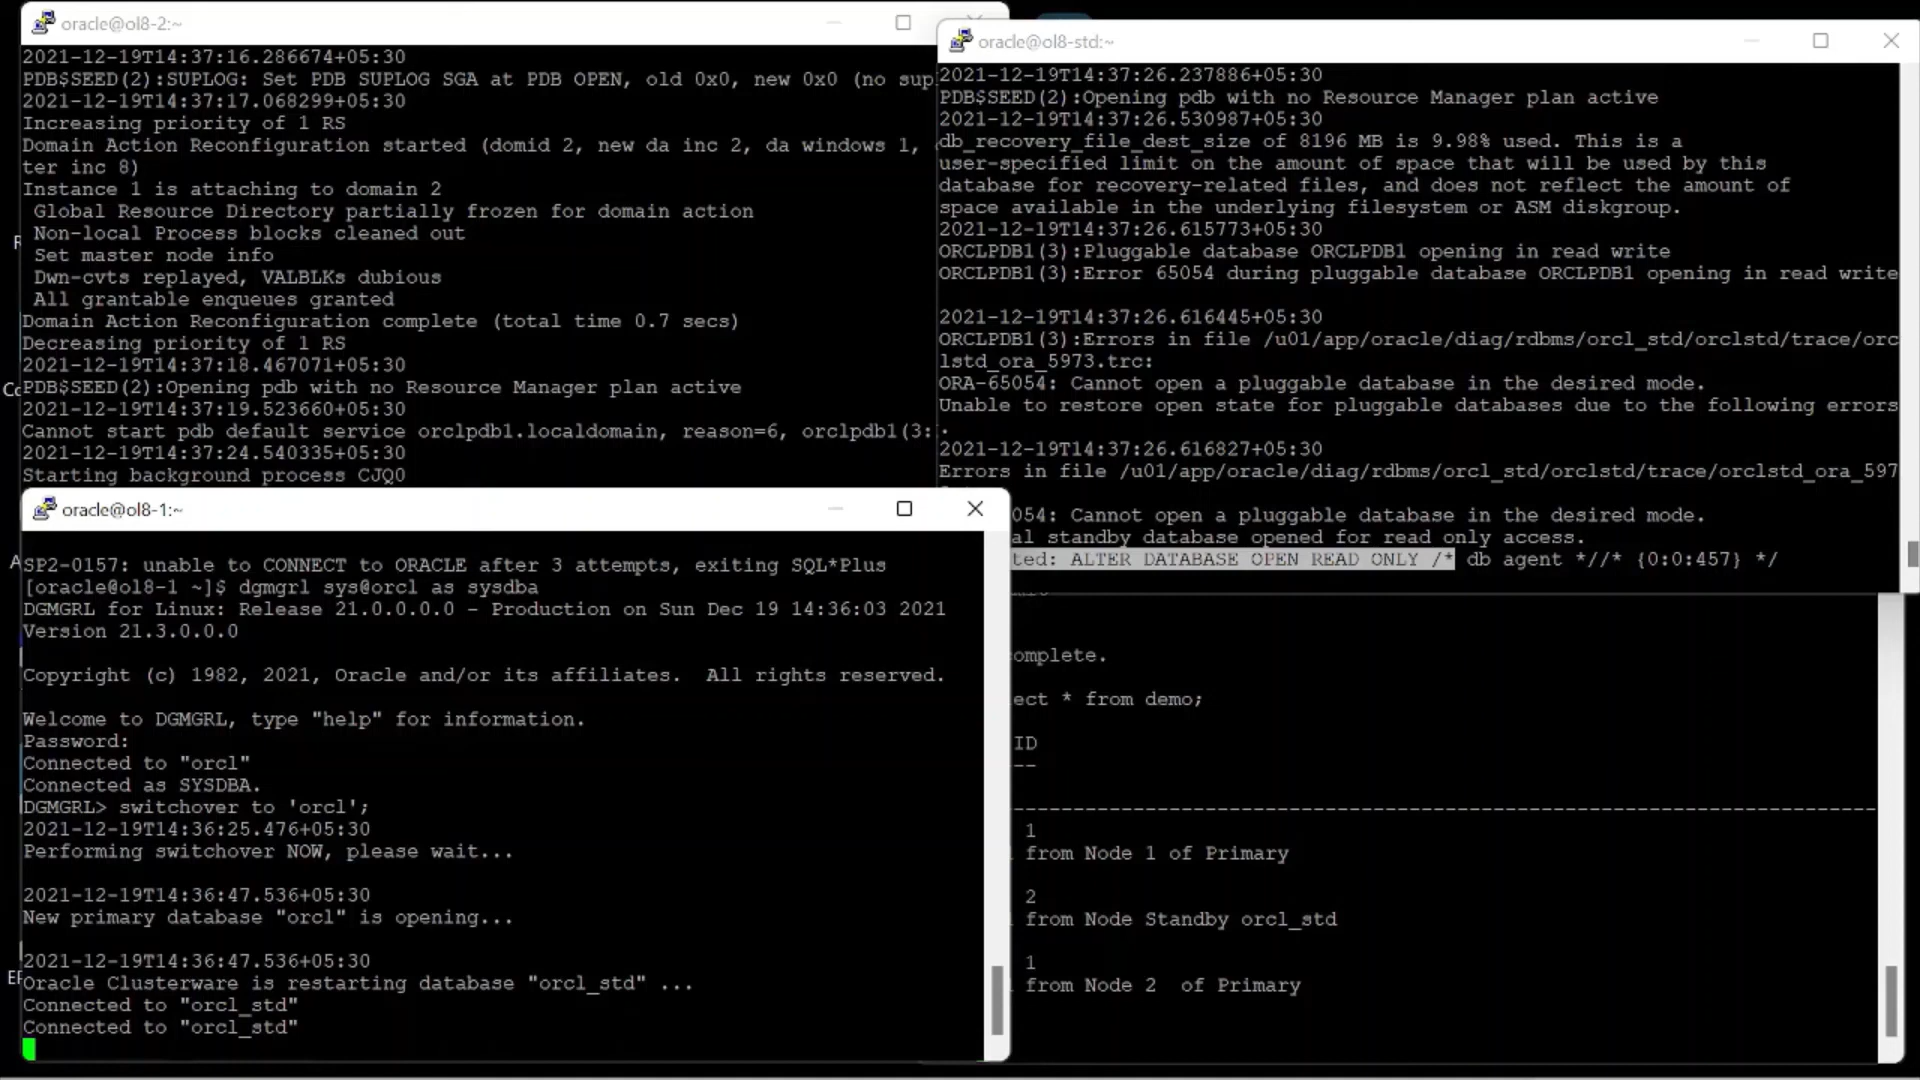 oracle@ol8-2:~
2021-12-19T14:37:16.286674+05:30
PDB$SEED(2):SUPLOG: Set PDB SUPLOG SGA at PDB OPEN, old 0x0, new 0x0 (no sup
2021-12-19T14:37:17.068299+05:30
Increasing priority of 1 RS
Domain Action Reconfiguration started (domid 2, new da inc 2, da windows 1,
ter inc 8)
Instance 1 is attaching to domain 2
Global Resource Directory partially frozen for domain action
Non-local Process blocks cleaned out
Set master node info
Dwn-cvts replayed, VALBLKs dubious
All grantable enqueues granted
Domain Action Reconfiguration complete (total time 0.7 secs)
Decreasing priority of 1 RS
2021-12-19T14:37:18.467071+05:30
PDB$SEED(2):Opening pdb with no Resource Manager plan active
2021-12-19T14:37:19.523660+05:30
Cannot start pdb default service orclpdb1.localdomain, reason=6, orclpdb1(3:
2021-12-19T14:37:24.540335+05:30
Starting background process CJQ0
oracle@ol8-std:~
2021-12-19T14:37:26.237886+05:30
PDB$SEED(2):Opening pdb with no Resource Manager plan active
2021-12-19T14:37:26.530987+05:30
db_recovery_file_dest_size of 8196 MB is 9.98% used. This is a
user-specified limit on the amount of space that will be used by this
database for recovery-related files, and does not reflect the amount of
space available in the underlying filesystem or ASM diskgroup.
2021-12-19T14:37:26.615773+05:30
ORCLPDB1(3):Pluggable database ORCLPDB1 opening in read write
ORCLPDB1(3):Error 65054 during pluggable database ORCLPDB1 opening in read write
2021-12-19T14:37:26.616445+05:30
ORCLPDB1(3):Errors in file /u01/app/oracle/diag/rdbms/orcl_std/orclstd/trace/orc
lstd_ora_5973.trc:
ORA-65054: Cannot open a pluggable database in the desired mode.
Unable to restore open state for pluggable databases due to the following errors
.
2021-12-19T14:37:26.616827+05:30
Errors in file /u01/app/oracle/diag/rdbms/orcl_std/orclstd/trace/orclstd_ora_597
054: Cannot open a pluggable database in the desired mode.
al standby database opened for read only access.
ted: ALTER DATABASE OPEN READ ONLY /* db agent *//* {0:0:457} */
oracle@ol8-1:~
SP2-0157: unable to CONNECT to ORACLE after 3 attempts, exiting SQL*Plus
[oracle@ol8-1 ~]$ dgmgrl sys@orcl as sysdba
DGMGRL for Linux: Release 21.0.0.0.0 - Production on Sun Dec 19 14:36:03 2021
Version 21.3.0.0.0
Copyright (c) 1982, 2021, Oracle and/or its affiliates.  All rights reserved.
Welcome to DGMGRL, type "help" for information.
Password:
Connected to "orcl"
Connected as SYSDBA.
DGMGRL> switchover to 'orcl';
2021-12-19T14:36:25.476+05:30
Performing switchover NOW, please wait...
2021-12-19T14:36:47.536+05:30
New primary database "orcl" is opening...
2021-12-19T14:36:47.536+05:30
Oracle Clusterware is restarting database "orcl_std" ...
Connected to "orcl_std"
Connected to "orcl_std"
omplete.
ect * from demo;
ID
--
--------------------------------------------------------------------------------
1
from Node 1 of Primary
2
from Node Standby orcl_std
1
from Node 2  of Primary